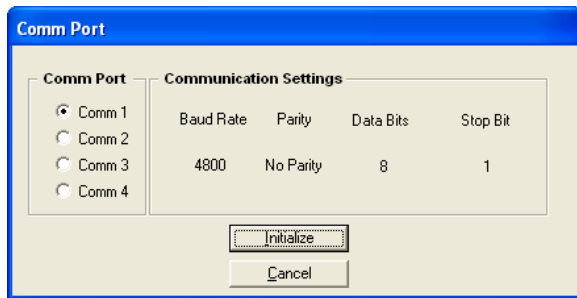 Comm Port
Comm Port
Comm 1
Comm 2
Comm 3
Comm 4
Communication Settings
Baud Rate Parity Data Bits Stop Bit
4800 No Parity 8 1
Initialize
Cancel